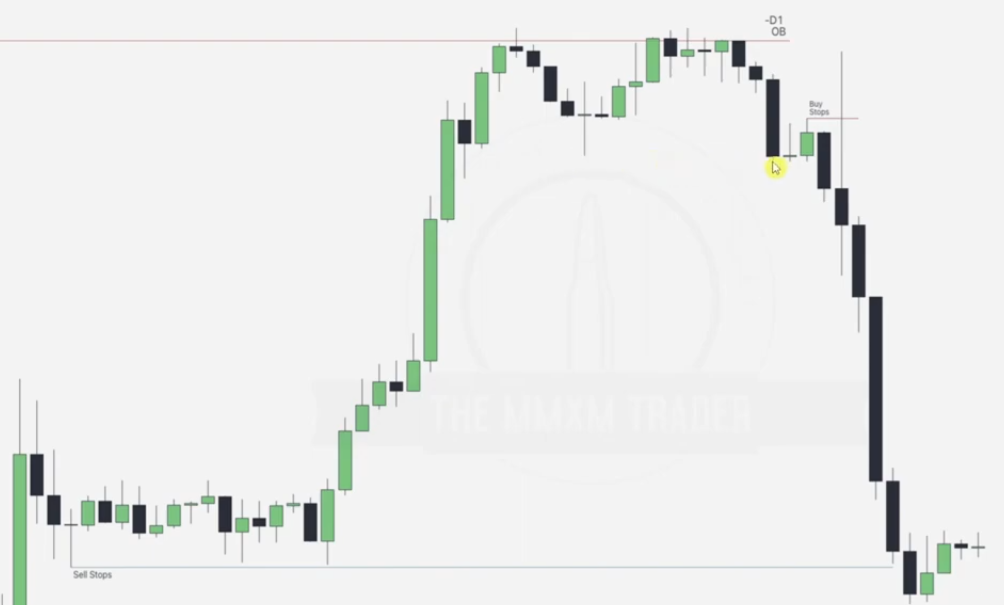 -D1
OB
Buy
Stops
THE MMXM TRADER
Sell Stops